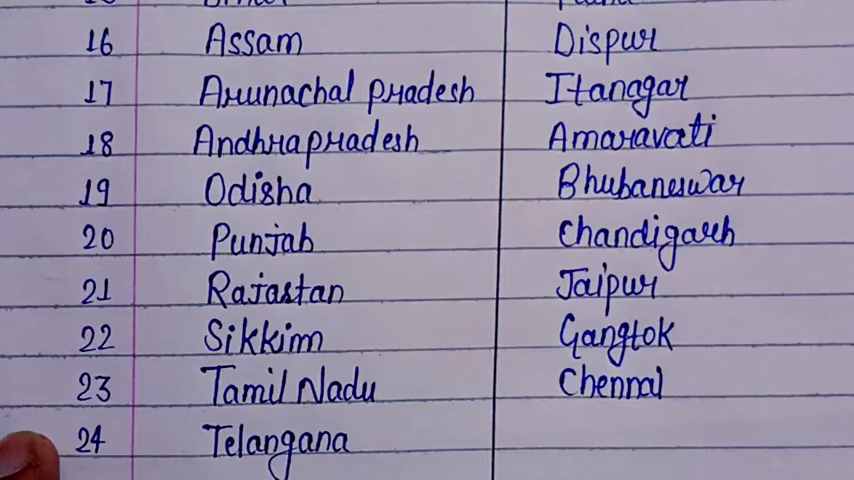 16 Assam Dispur
17 Arunachal pradesh Itanagar
18 Andhrapradesh Amaravati
19 Odisha Bhubaneswar
20 Punjab Chandigarh
21 Rajastan Jaipur
22 Sikkim Gangtok
23 Tamil Nadu Chennai
24 Telangana